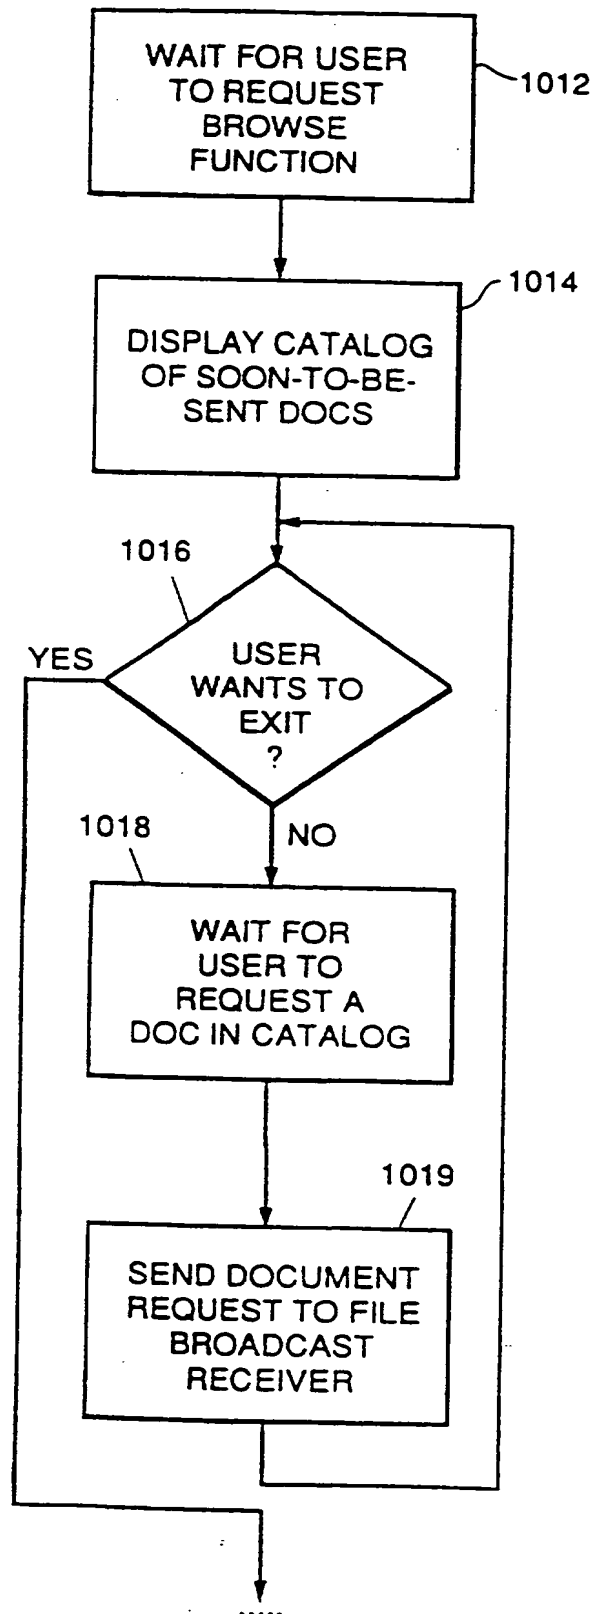 WAIT FOR USER
TO REQUEST
BROWSE
FUNCTION
1012
1014
DISPLAY CATALOG
OF SOON-TO-BE-
SENT DOCS
1016
YES
USER
WANTS TO
EXIT
?
1018
NO
WAIT FOR
USER TO
REQUEST A
DOC IN CATALOG
1019
SEND DOCUMENT
REQUEST TO FILE
BROADCAST
RECEIVER